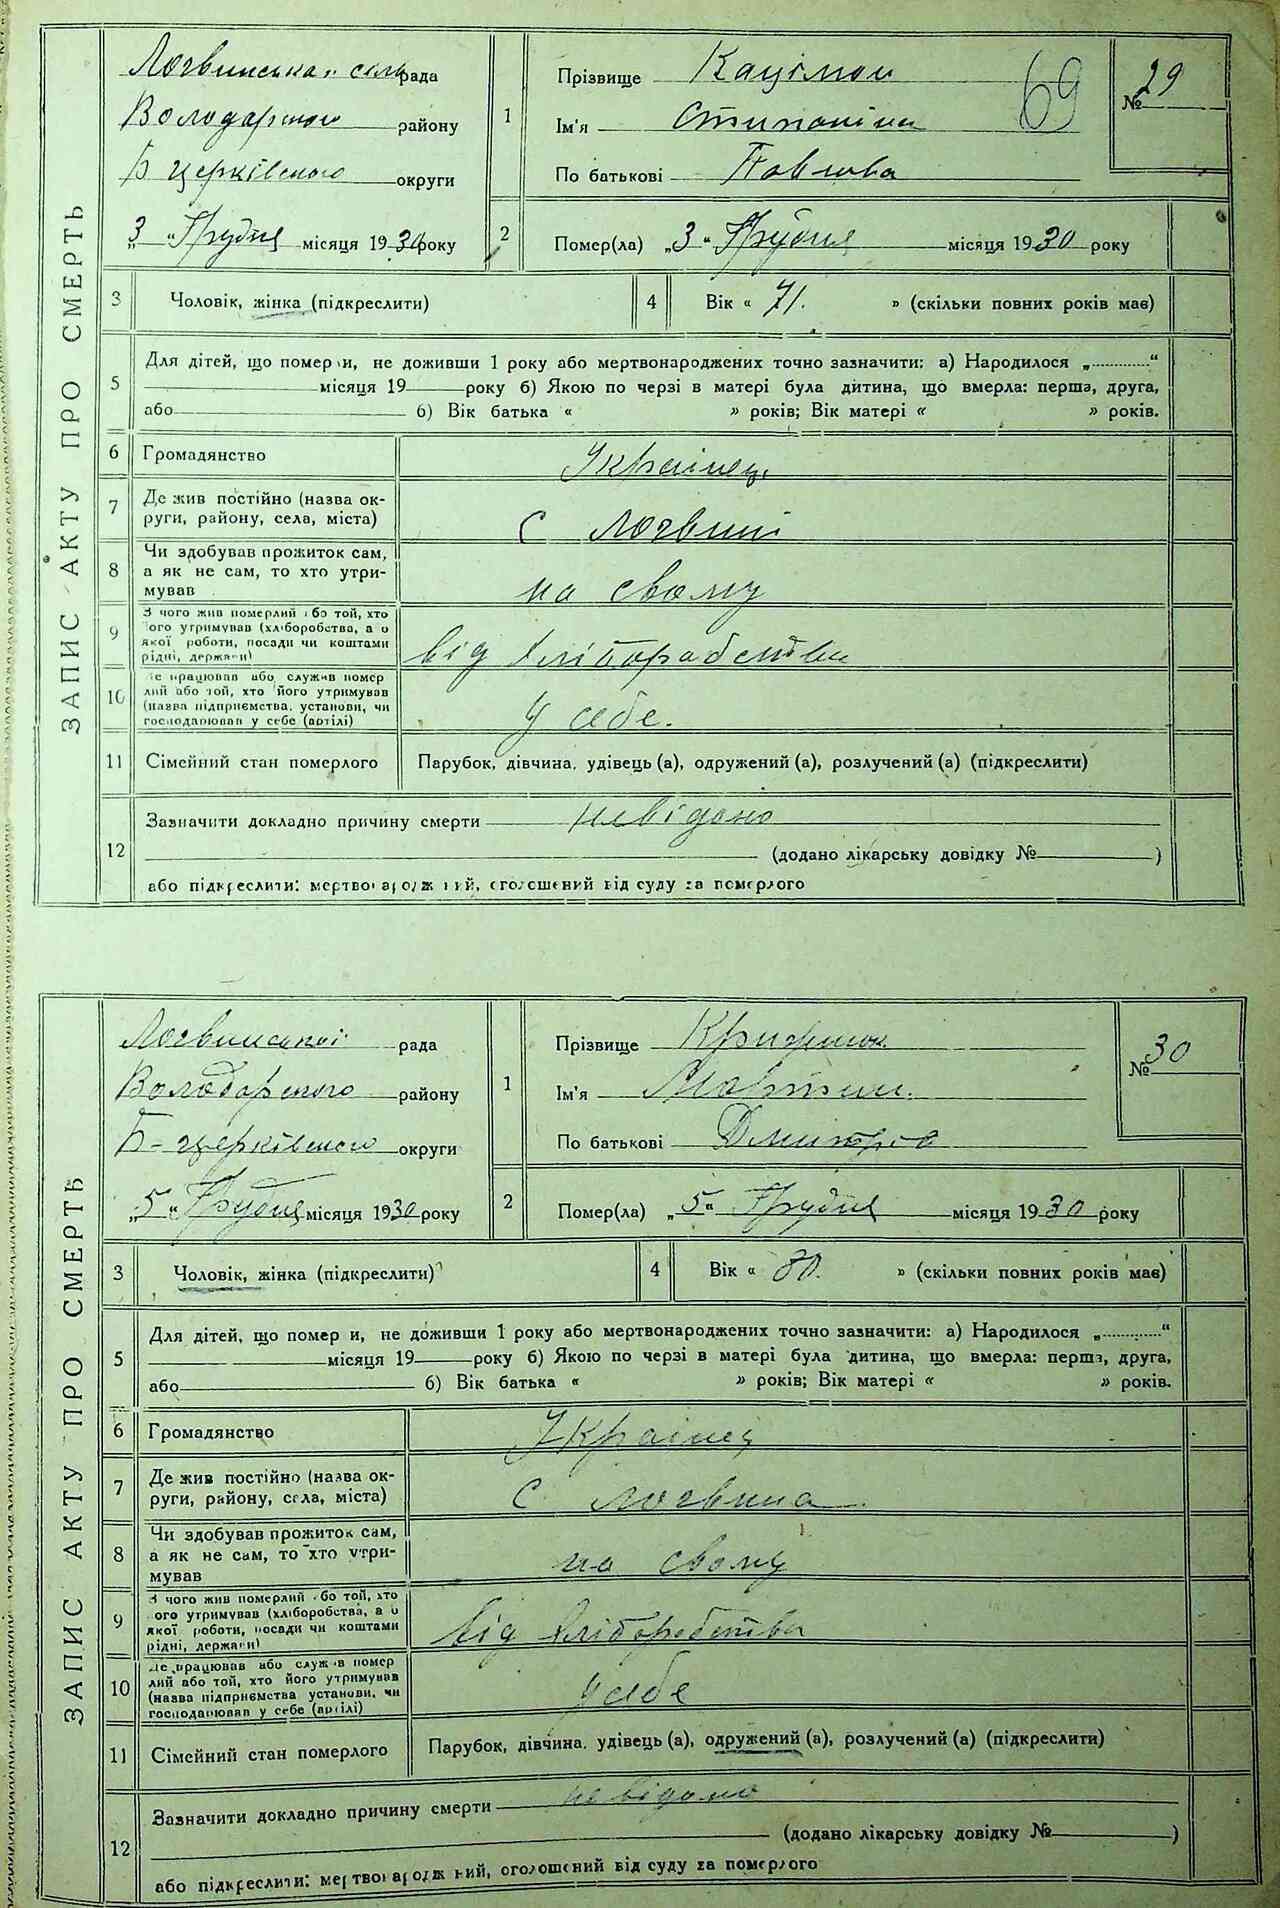 ЗАПИС АКТУ ПРО СМЕРТЬ
Логвинська сельрада
Володарського району
Б церківського округи
„3“ Грудня місяця 1930 року
1
Прізвище
Ім'я
По батькові Павлова
69
№ 29
2
Помер(ла) „3“ Грудня місяця 1930 року
3
Чоловік, жінка (підкреслити)
4
Вік « 71. » (скільки повних років має)
5
Для дітей, що померли, не доживши 1 року або мертвонароджених точно зазначити: а) Народилося „..........“
місяця 19 року б) Якою по черзі в матері була дитина, що вмерла: перша, друга,
або б) Вік батька « » років; Вік матері « » років.
6
Громадянство Українець
7
Де жив постійно (назва ок-
руги, району, села, міста)
с Логвин
8
Чи здобував прожиток сам,
а як не сам, то хто утри-
мував
на свому
9
З чого жив померлий або той, хто
його утримував (хліборобства, або
якої роботи, посади чи коштами
рідні, держави)
від хліборобства
10
Де працював або служив помер
лий або той, хто його утримував
(назва підприємства, установи, чи
господарював у себе (артілі)
У себе.
11
Сімейний стан померлого
Парубок, дівчина, удівець (а), одружений (а), розлучений (а) (підкреслити)
12
Зазначити докладно причину смерти невідомо
(додано лікарську довідку № )
або підкреслити: мертвонароджений, оголошений від суду за померлого
ЗАПИС АКТУ ПРО СМЕРТЬ
Логвинської рада
Володарського району
Б-церківського округи
„5“ Грудня місяця 1930 року
1
Прізвище
Ім'я Мартин.
По батькові Дмитров
№ 30
2
Помер(ла) „5“ Грудня місяця 1930 року
3
Чоловік, жінка (підкреслити)
4
Вік « 80. » (скільки повних років має)
5
Для дітей, що померли, не доживши 1 року або мертвонароджених точно зазначити: а) Народилося „..........“
місяця 19 року б) Якою по черзі в матері була дитина, що вмерла: перша, друга,
або б) Вік батька « » років; Вік матері « » років.
6
Громадянство Українец
7
Де жив постійно (назва ок-
руги, району, села, міста)
с Логвина
8
Чи здобував прожиток сам,
а як не сам, то хто утри-
мував
на свому
9
З чого жив померлий або той, хто
його утримував (хліборобства, або
якої роботи, посади чи коштами
рідні, держави)
від хліборобства
10
Де працював або служив помер
лий або той, хто його утримував
(назва підприємства установи, чи
господарював у себе (артілі)
у себе
11
Сімейний стан померлого
Парубок, дівчина, удівець (а), одружений (а), розлучений (а) (підкреслити)
12
Зазначити докладно причину смерти невідомо
(додано лікарську довідку № )
або підкреслити: мертвонароджений, оголошений від суду за померлого